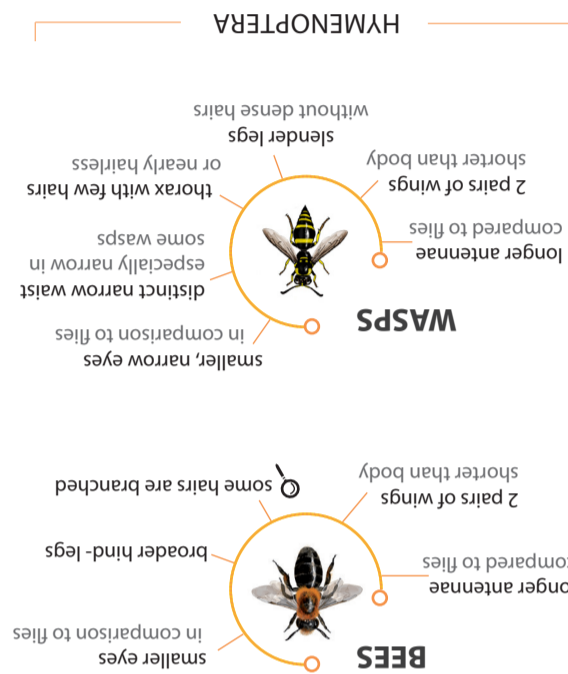 BEES
smaller eyes
in comparison to flies
onger antennae
compared to flies
broader hind- legs
2 pairs of wings
shorter than body
some hairs are branched
WASPS
smaller, narrow eyes
in comparison to flies
longer antennae
compared to flies
distinct narrow waist
especially narrow in
some wasps
2 pairs of wings
shorter than body
thorax with few hairs
or nearly hairless
slender legs
without dense hairs
HYMENOPTERA